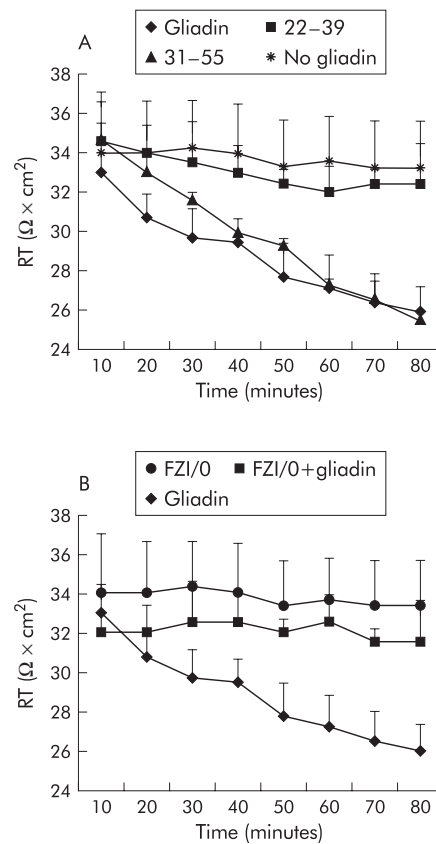 A
Gliadin 22–39
31–55 No gliadin
38
36
34
32
30
28
26
24
RT (Ω × cm²)
10 20 30 40 50 60 70 80
Time (minutes)
B
FZI/0 FZI/0+gliadin
Gliadin
38
36
34
32
30
28
26
24
RT (Ω × cm²)
10 20 30 40 50 60 70 80
Time (minutes)